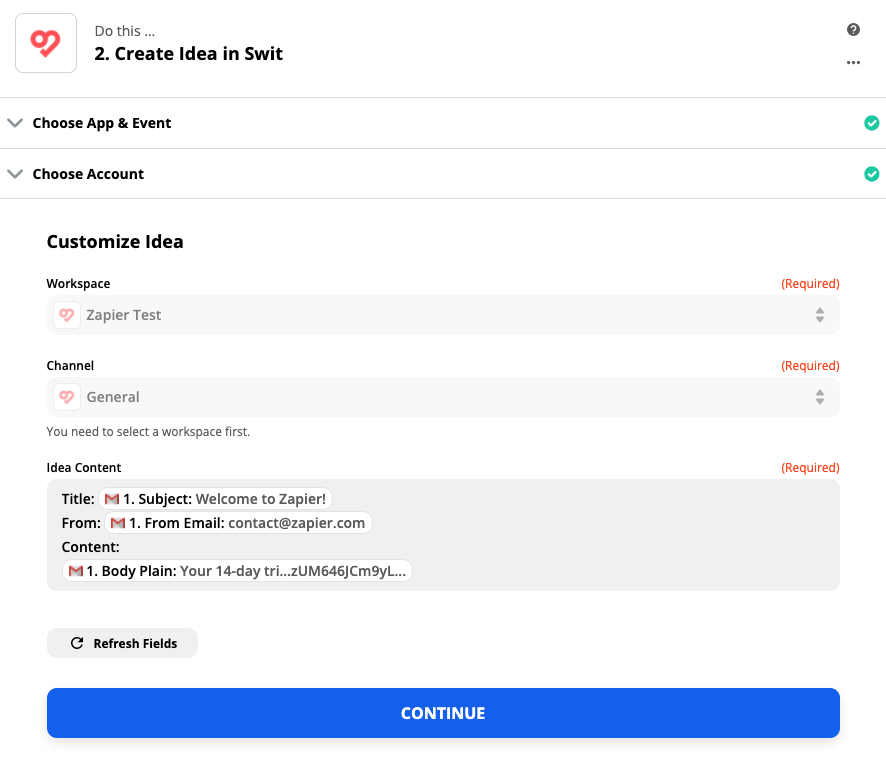 Do this ...
2. Create Idea in Swit
Choose App & Event
Choose Account
Customize Idea
Workspace (Required)
Zapier Test
Channel (Required)
General
You need to select a workspace first.
Idea Content (Required)
Title: 1. Subject: Welcome to Zapier!
From: 1. From Email: contact@zapier.com
Content:
1. Body Plain: Your 14-day tri...zUM646JCm9yL...
Refresh Fields
CONTINUE